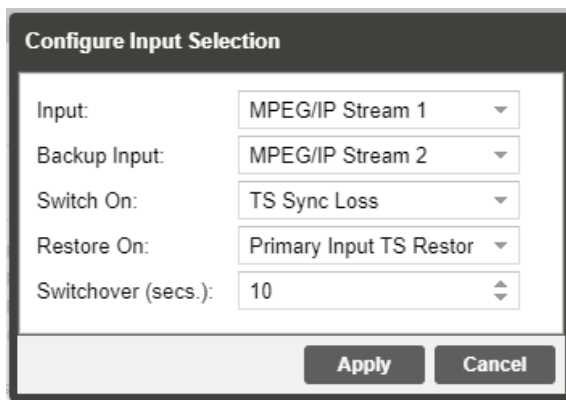 Configure Input Selection
Input: MPEG/IP Stream 1
Backup Input: MPEG/IP Stream 2
Switch On: TS Sync Loss
Restore On: Primary Input TS Restor
Switchover (secs.): 10
Apply Cancel